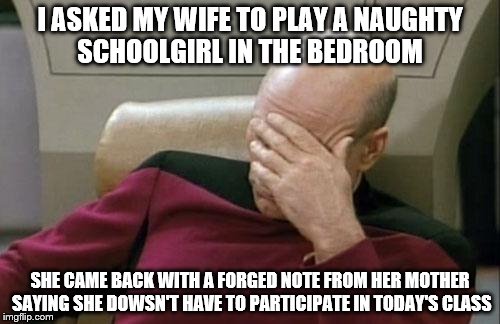 I ASKED MY WIFE TO PLAY A NAUGHTY
SCHOOLGIRL IN THE BEDROOM
SHE CAME BACK WITH A FORGED NOTE FROM HER MOTHER
SAYING SHE DOWSN'T HAVE TO PARTICIPATE IN TODAY'S CLASS
imgflip.com